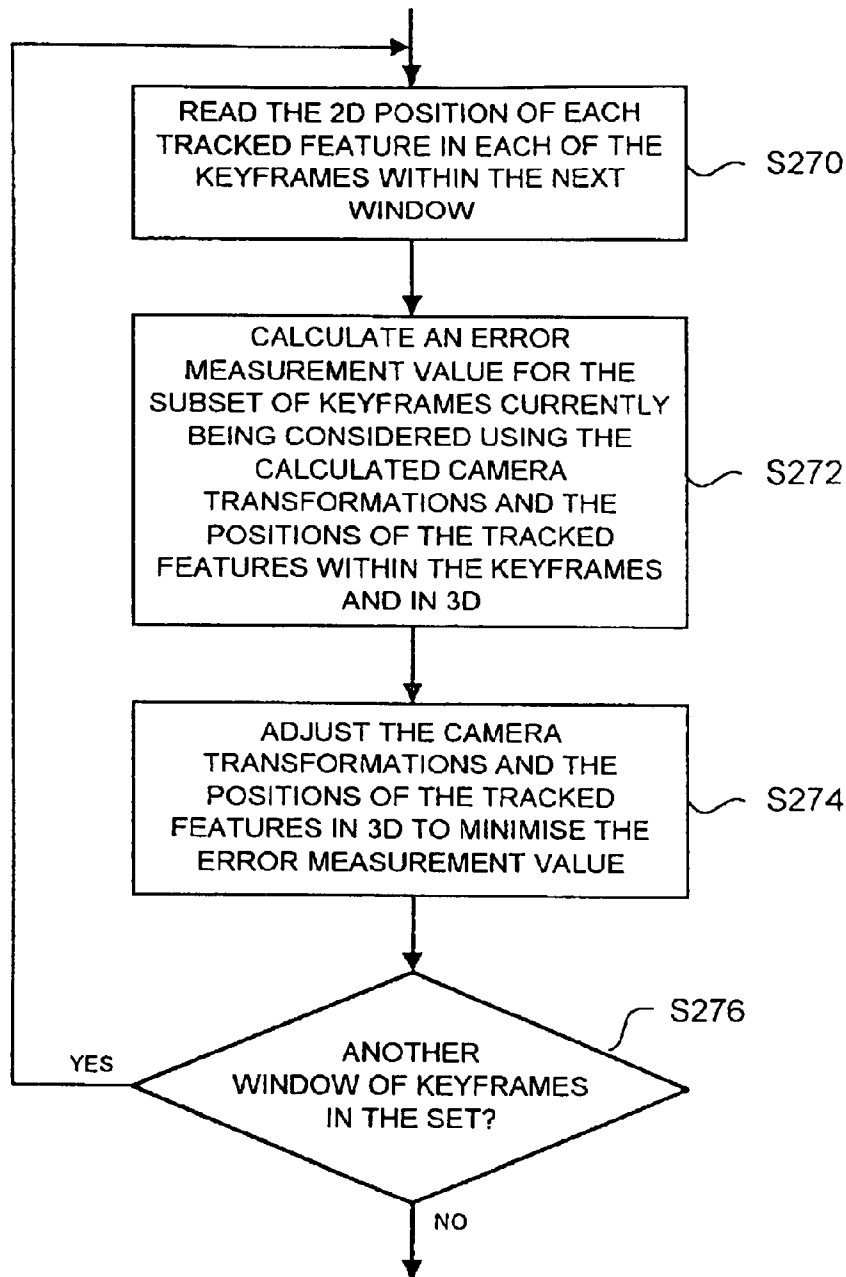 READ THE 2D POSITION OF EACH
TRACKED FEATURE IN EACH OF THE
KEYFRAMES WITHIN THE NEXT
WINDOW
S270
CALCULATE AN ERROR
MEASUREMENT VALUE FOR THE
SUBSET OF KEYFRAMES CURRENTLY
BEING CONSIDERED USING THE
CALCULATED CAMERA
TRANSFORMATIONS AND THE
POSITIONS OF THE TRACKED
FEATURES WITHIN THE KEYFRAMES
AND IN 3D
S272
ADJUST THE CAMERA
TRANSFORMATIONS AND THE
POSITIONS OF THE TRACKED
FEATURES IN 3D TO MINIMISE THE
ERROR MEASUREMENT VALUE
S274
S276
YES
ANOTHER
WINDOW OF KEYFRAMES
IN THE SET?
NO